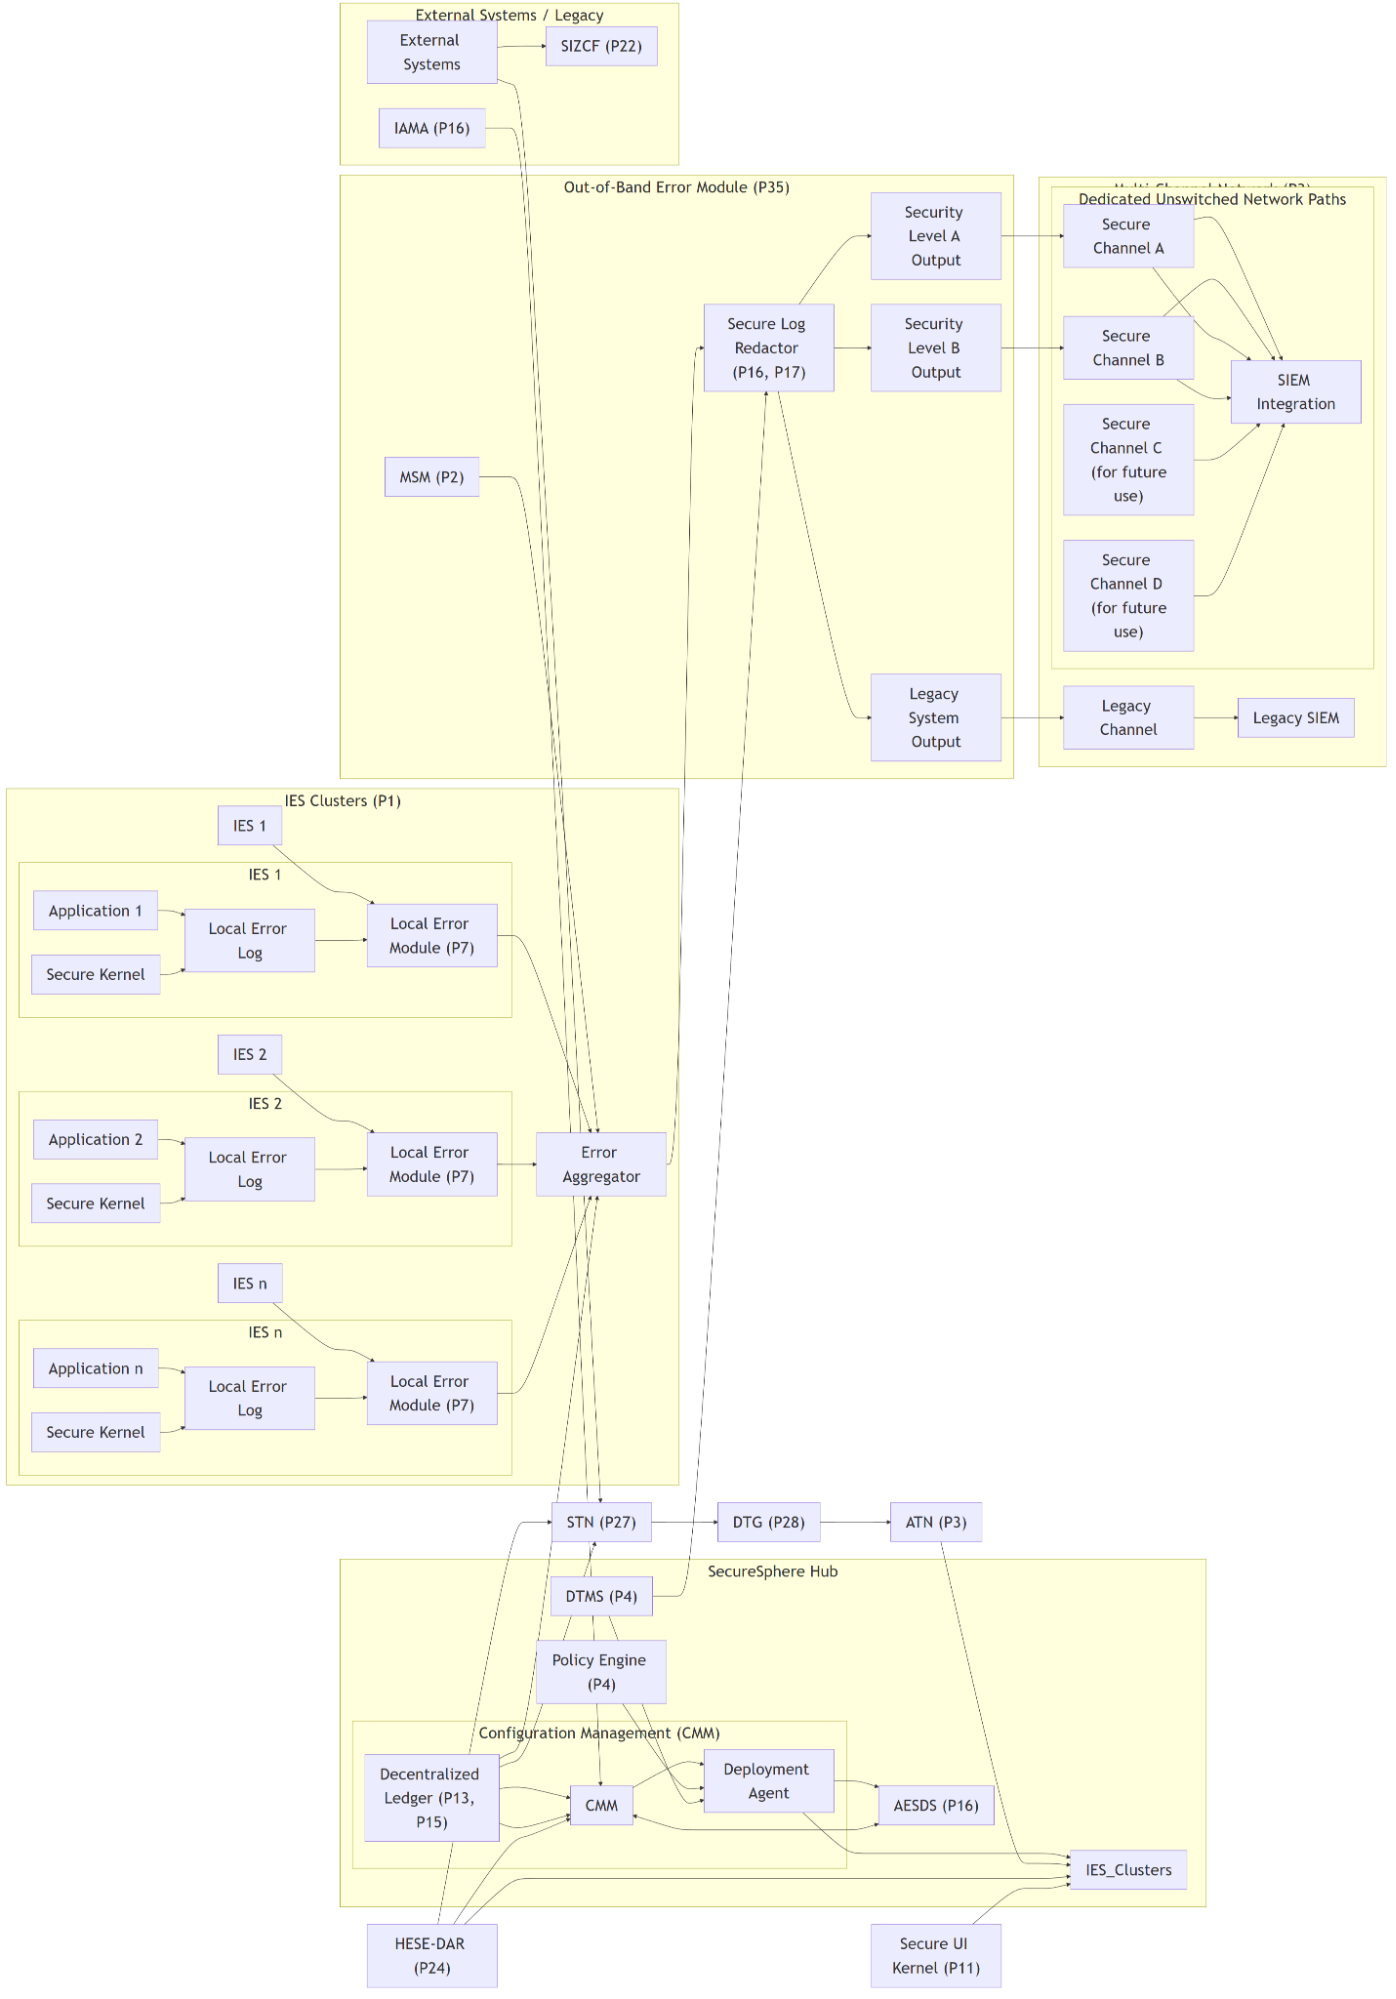 External Systems / Legacy
External
Systems
SIZCF (P22)
IAMA (P16)
Out-of-Band Error Module (P35)
Security
Level A
Output
Secure Log
Redactor
(P16, P17)
Security
Level B
Output
MSM (P2)
Legacy
System
Output
Multi-Channel Network (P3)
Dedicated Unswitched Network Paths
Secure
Channel A
Secure
Channel B
SIEM
Integration
Secure
Channel C
(for future
use)
Secure
Channel D
(for future
use)
Legacy
Channel
Legacy SIEM
IES Clusters (P1)
IES 1
IES 1
Application 1
Secure Kernel
Local Error
Log
Local Error
Module (P7)
IES 2
IES 2
Application 2
Secure Kernel
Local Error
Log
Local Error
Module (P7)
Error
Aggregator
IES n
IES n
Application n
Secure Kernel
Local Error
Log
Local Error
Module (P7)
STN (P27)
DTG (P28)
ATN (P3)
SecureSphere Hub
DTMS (P4)
Policy Engine
(P4)
Configuration Management (CMM)
Decentralized
Ledger (P13,
P15)
CMM
Deployment
Agent
AESDS (P16)
IES_Clusters
HESE-DAR
(P24)
Secure UI
Kernel (P11)